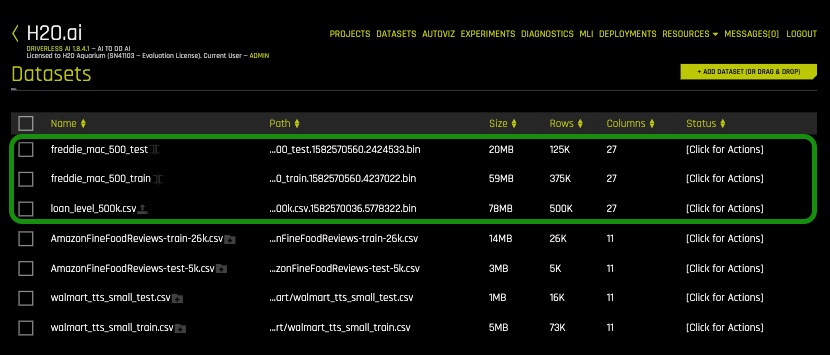 H2O.ai
DRIVERLESS AI 1.8.4.1 – AI TO DO AI
Licensed to H2O Aquarium (SN41103 – Evaluation License). Current User – ADMIN
PROJECTS DATASETS AUTOVIZ EXPERIMENTS DIAGNOSTICS MLI DEPLOYMENTS RESOURCES MESSAGES[0] LOGOUT
Datasets
+ ADD DATASET (OR DRAG & DROP)
Name Path Size Rows Columns Status
freddie_mac_500_test ...00_test.1582570560.2424533.bin 20MB 125K 27 [Click for Actions]
freddie_mac_500_train ...0_train.1582570560.4237022.bin 59MB 375K 27 [Click for Actions]
loan_level_500k.csv ...00k.csv.1582570036.5778322.bin 78MB 500K 27 [Click for Actions]
AmazonFineFoodReviews-train-26k.csv ...nFineFoodReviews-train-26k.csv 14MB 26K 11 [Click for Actions]
AmazonFineFoodReviews-test-5k.csv ...zonFineFoodReviews-test-5k.csv 3MB 5K 11 [Click for Actions]
walmart_tts_small_test.csv ...art/walmart_tts_small_test.csv 1MB 16K 11 [Click for Actions]
walmart_tts_small_train.csv ...rt/walmart_tts_small_train.csv 5MB 73K 11 [Click for Actions]